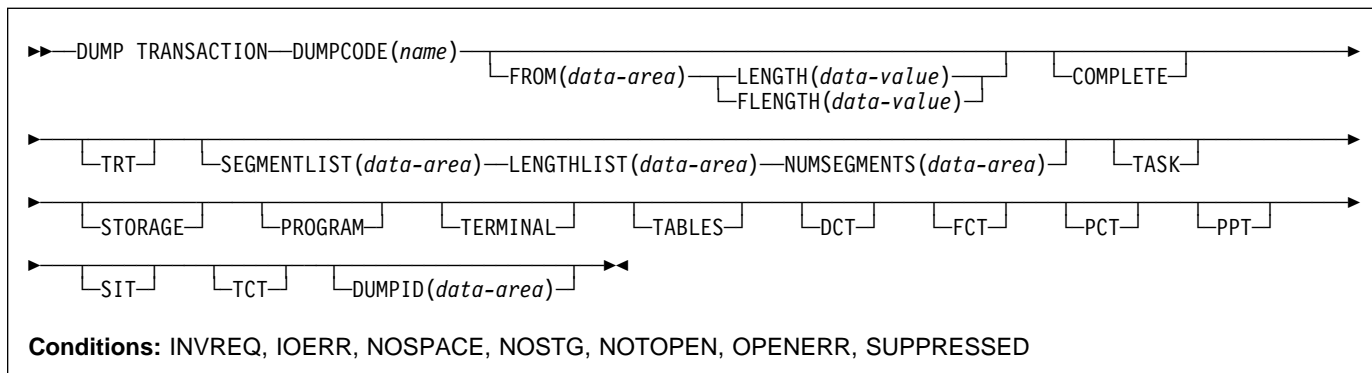 DUMP TRANSACTION DUMPCODE(name)
FROM(data-area) LENGTH(data-value) COMPLETE
FLENGTH(data-value)
TRT SEGMENTLIST(data-area) LENGTHLIST(data-area) NUMSEGMENTS(data-area) TASK
STORAGE PROGRAM TERMINAL TABLES DCT FCT PCT PPT
SIT TCT DUMPID(data-area)
Conditions: INVREQ, IOERR, NOSPACE, NOSTG, NOTOPEN, OPENERR, SUPPRESSED